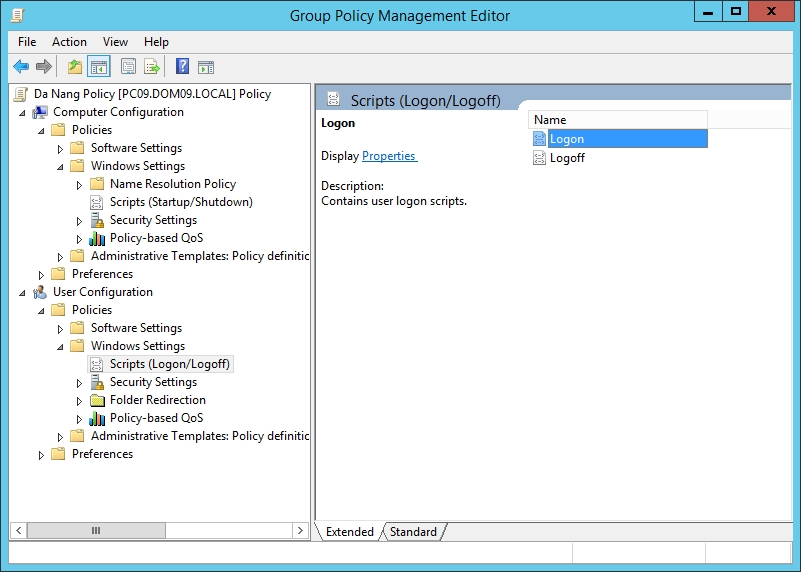 Group Policy Management Editor
File Action View Help
Da Nang Policy [PC09.DOM09.LOCAL] Policy
Computer Configuration
Policies
Software Settings
Windows Settings
Name Resolution Policy
Scripts (Startup/Shutdown)
Security Settings
Policy-based QoS
Administrative Templates: Policy definitic
Preferences
User Configuration
Policies
Software Settings
Windows Settings
Scripts (Logon/Logoff)
Security Settings
Folder Redirection
Policy-based QoS
Administrative Templates: Policy definitic
Preferences
Scripts (Logon/Logoff)
Logon
Display Properties
Description:
Contains user logon scripts.
Name
Logon
Logoff
Extended Standard